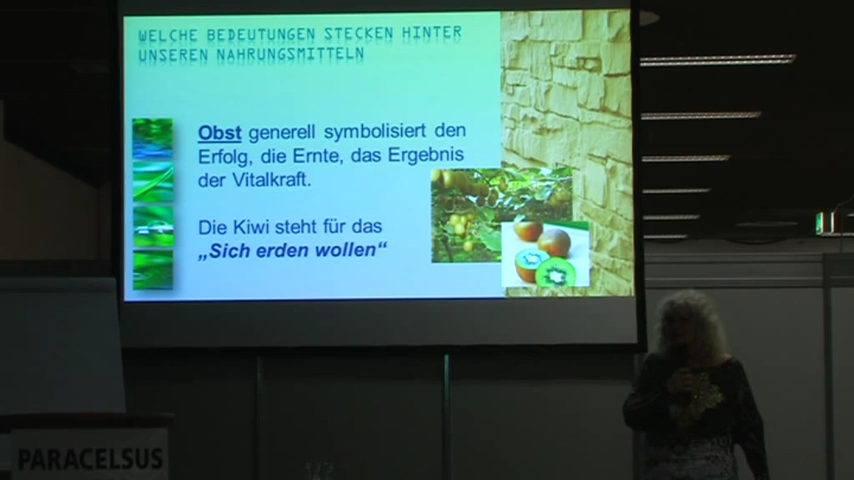 WELCHE BEDEUTUNGEN STECKEN HINTER
UNSEREN NAHRUNGSMITTELN
Obst generell symbolisiert den
Erfolg, die Ernte, das Ergebnis
der Vitalkraft.
Die Kiwi steht für das
„Sich erden wollen“
PARACELSUS